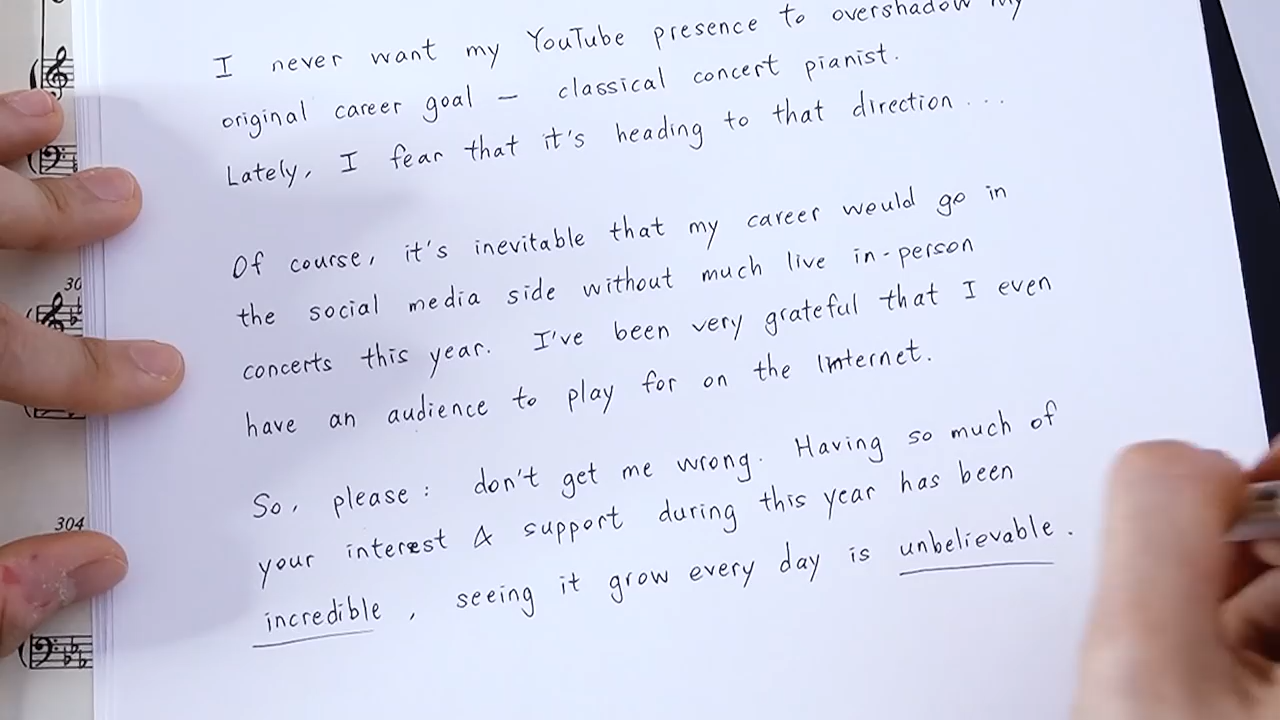 I never want my YouTube presence to overshadow my
original career goal — classical concert pianist.
Lately, I fear that it's heading to that direction...
Of course, it's inevitable that my career would go in
the social media side without much live in-person
concerts this year. I've been very grateful that I even
have an audience to play for on the Internet.
So, please: don't get me wrong. Having so much of
your interest & support during this year has been
incredible, seeing it grow every day is unbelievable.
30
304